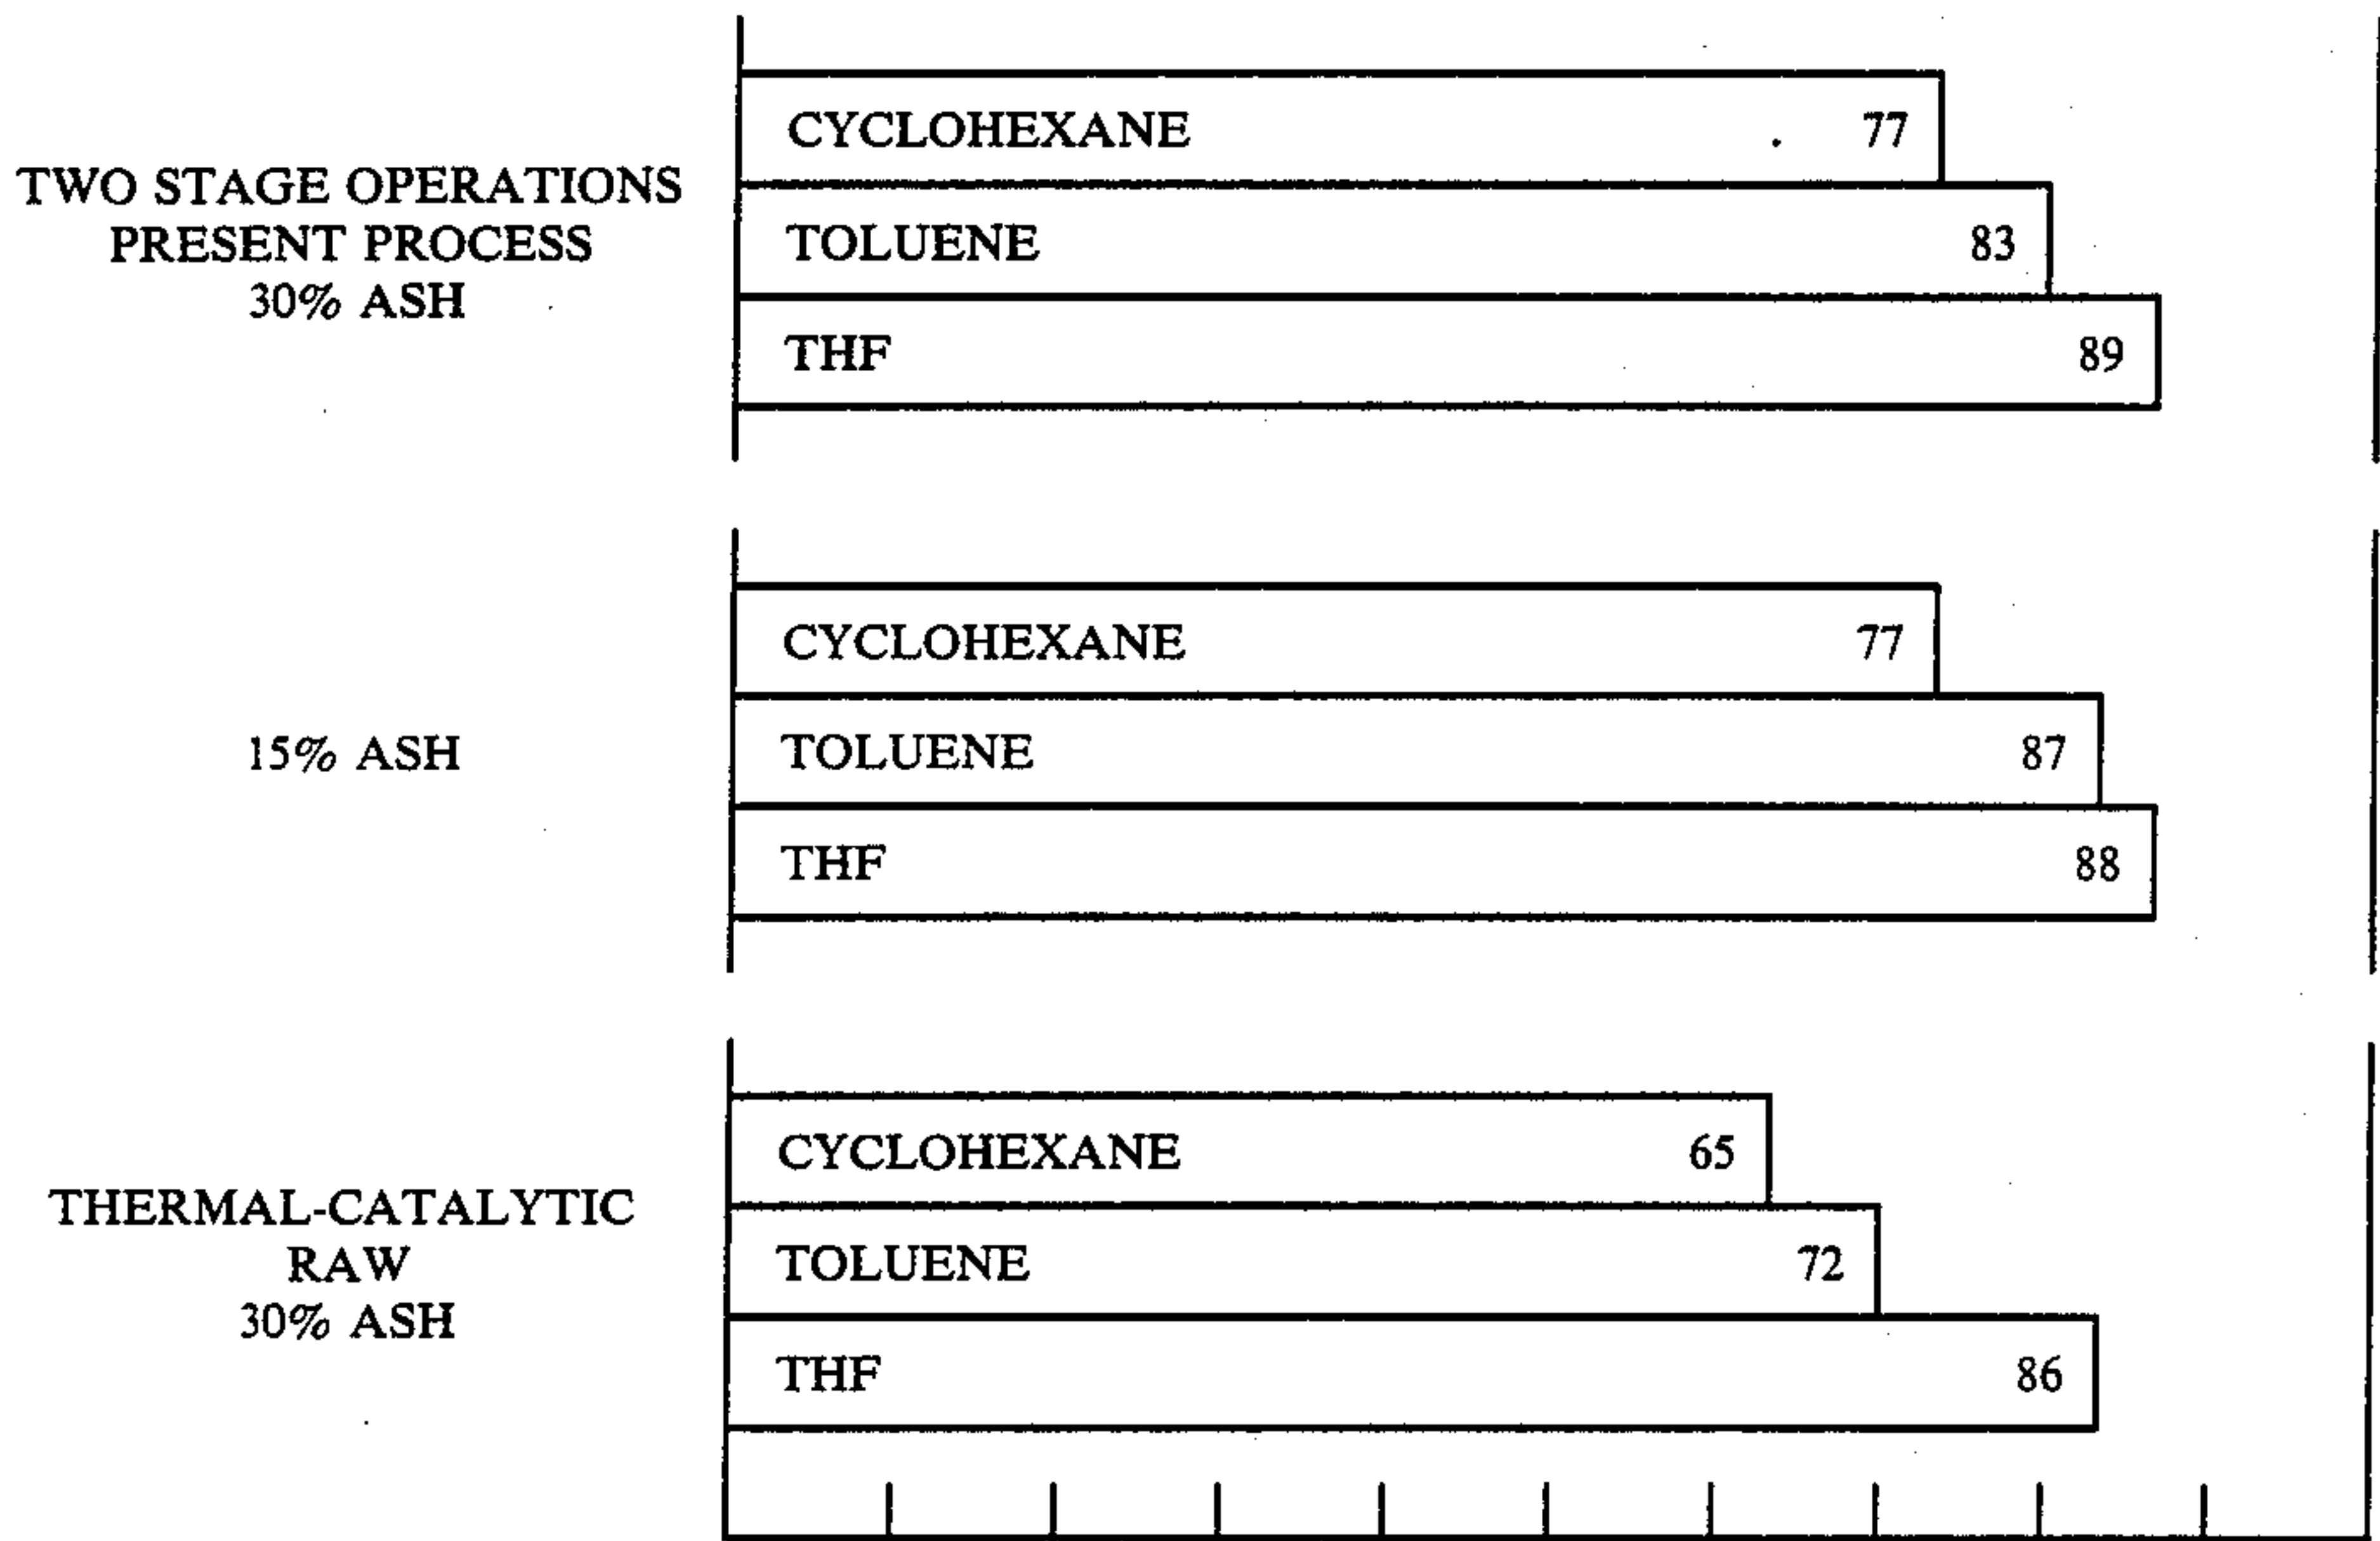 TWO STAGE OPERATIONS
PRESENT PROCESS
30% ASH
CYCLOHEXANE 77
TOLUENE 83
THF 89
15% ASH
CYCLOHEXANE 77
TOLUENE 87
THF 88
THERMAL-CATALYTIC
RAW
30% ASH
CYCLOHEXANE 65
TOLUENE 72
THF 86